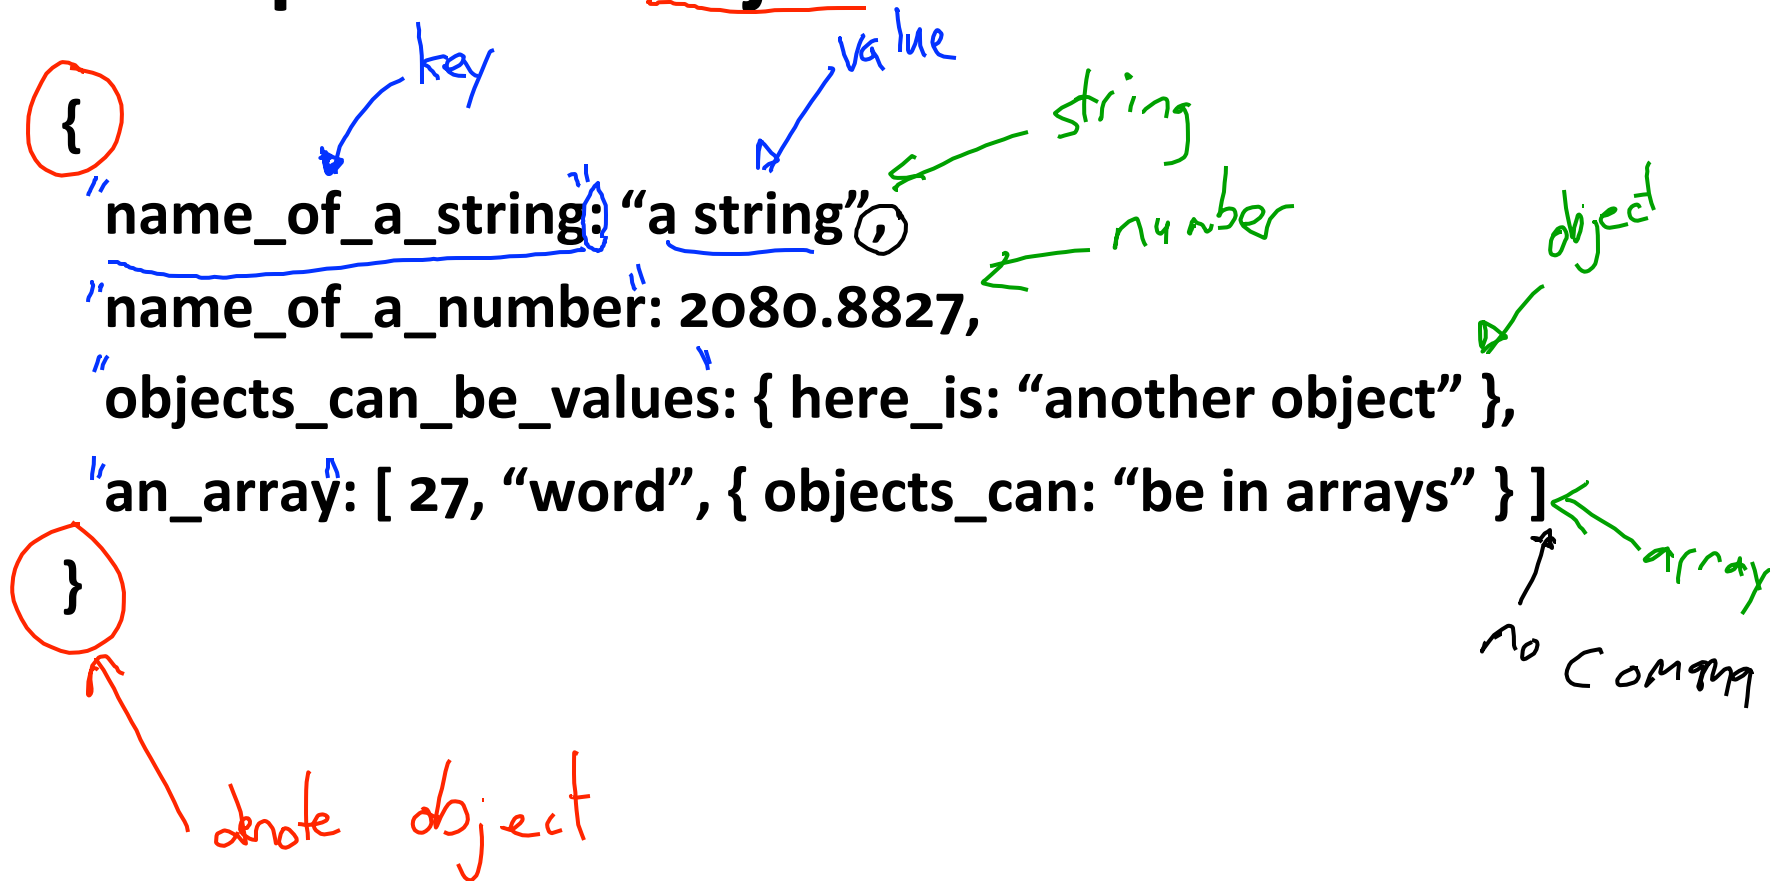 key value
string
{
"name_of_a_string": “a string”,
number
object
"name_of_a_number": 2080.8827,
"objects_can_be_values": { here_is: “another object” },
"an_array": [ 27, “word”, { objects_can: “be in arrays” } ]
array
}
no comma
denote object